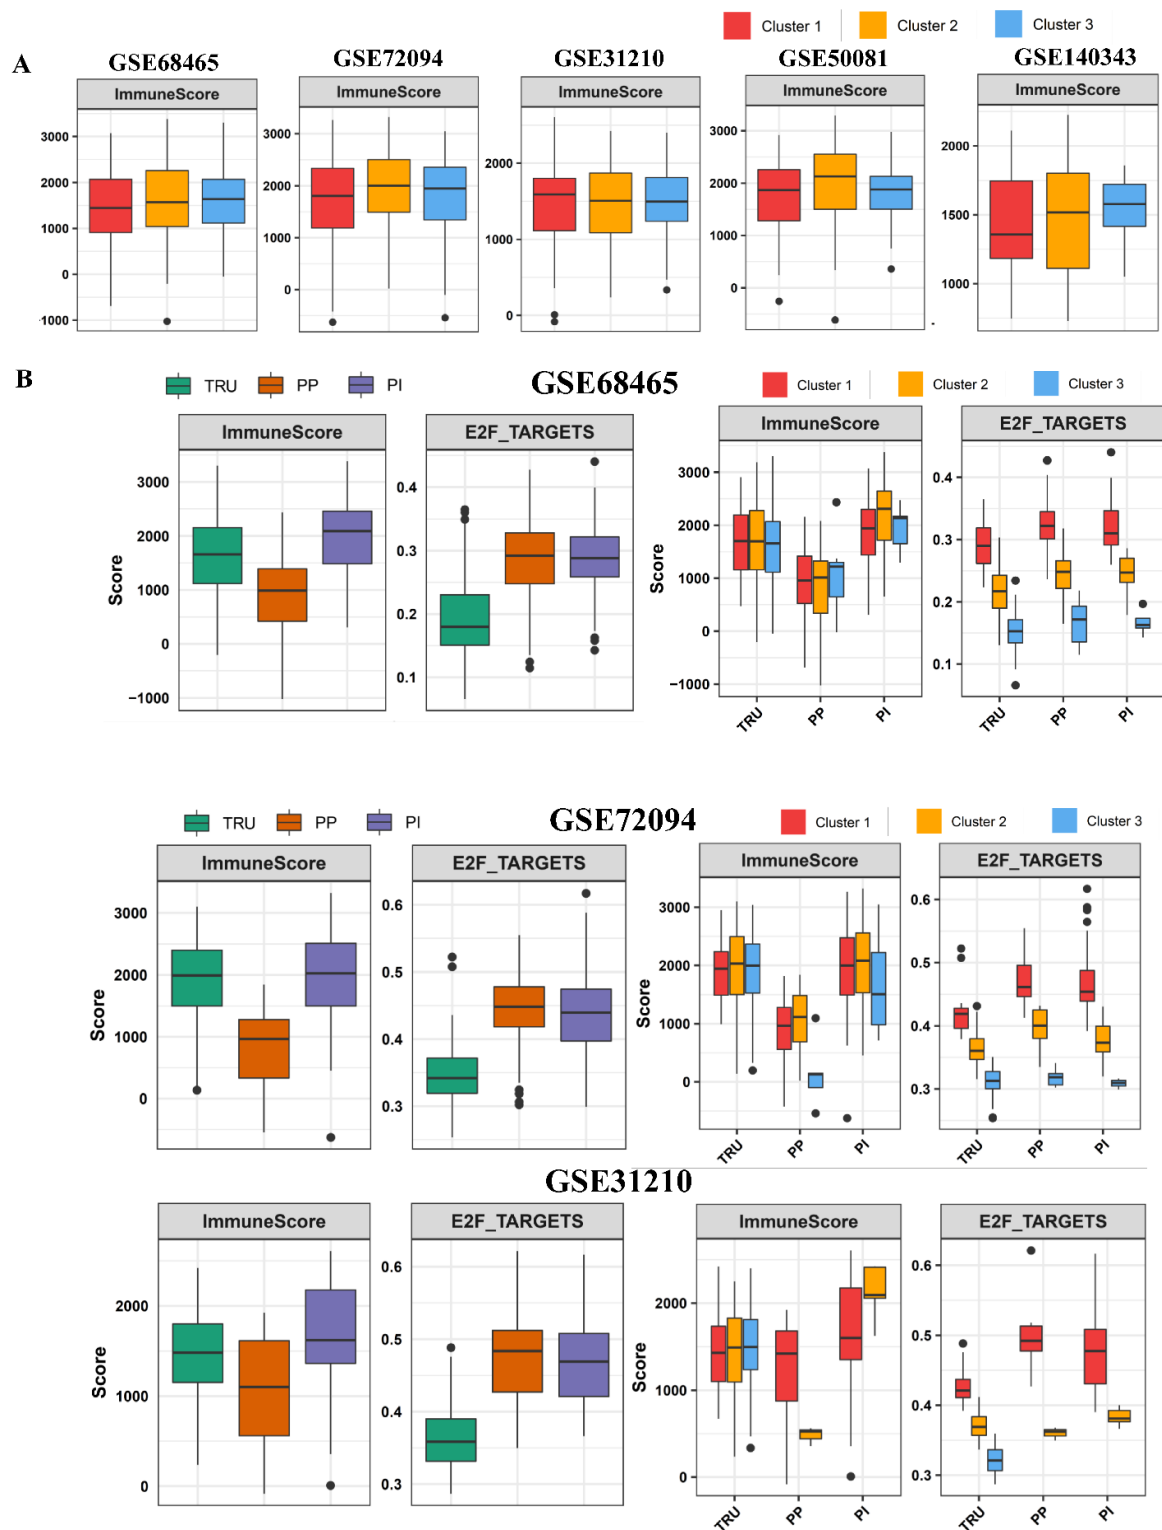 Cluster 1 Cluster 2 Cluster 3
A
GSE68465 GSE72094 GSE31210 GSE50081 GSE140343
ImmuneScore ImmuneScore ImmuneScore ImmuneScore ImmuneScore
3000 2000 1000 0 -1000
3000 2000 1000 0
2000 1000 0
3000 2000 1000 0
2000 1500 1000
B
TRU PP PI
GSE68465
Cluster 1 Cluster 2 Cluster 3
ImmuneScore E2F_TARGETS ImmuneScore E2F_TARGETS
Score
3000 2000 1000 0 −1000
0.4 0.3 0.2 0.1
Score
3000 2000 1000 0 −1000
0.4 0.3 0.2 0.1
TRU PP PI TRU PP PI
TRU PP PI
GSE72094
Cluster 1 Cluster 2 Cluster 3
ImmuneScore E2F_TARGETS ImmuneScore E2F_TARGETS
Score
3000 2000 1000 0
0.6 0.5 0.4 0.3
Score
3000 2000 1000 0
0.6 0.5 0.4 0.3
TRU PP PI TRU PP PI
GSE31210
ImmuneScore E2F_TARGETS ImmuneScore E2F_TARGETS
Score
2000 1000 0
0.6 0.5 0.4 0.3
Score
2000 1000 0
0.6 0.5 0.4 0.3
TRU PP PI TRU PP PI